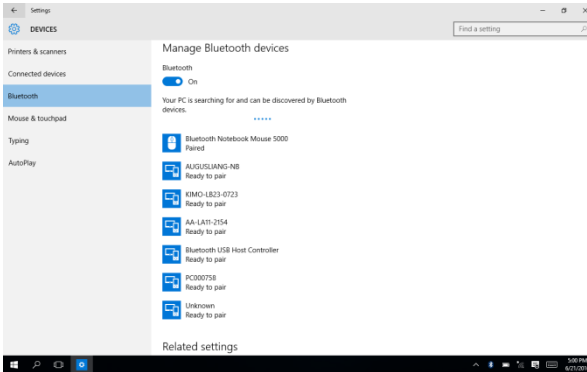 Settings
DEVICES
Find a setting
Printers & scanners
Connected devices
Bluetooth
Mouse & touchpad
Typing
AutoPlay
Manage Bluetooth devices
Bluetooth
On
Your PC is searching for and can be discovered by Bluetooth
devices.
Bluetooth Notebook Mouse 5000
Paired
AUGUSLIANG-NB
Ready to pair
KIMO-LB23-0723
Ready to pair
AA-LA11-2154
Ready to pair
Bluetooth USB Host Controller
Ready to pair
PC000758
Ready to pair
Unknown
Ready to pair
Related settings
5:00 PM